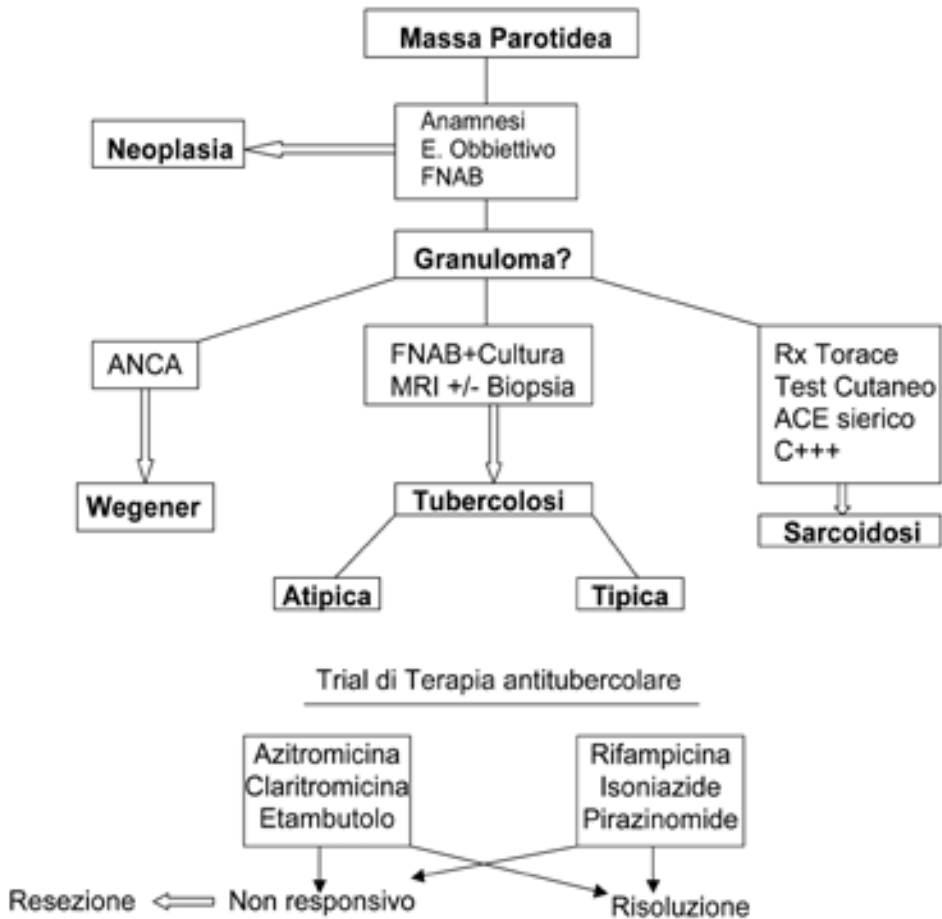 Massa Parotidea
Anamnesi
E. Obbiettivo
FNAB
Neoplasia
Granuloma?
ANCA
FNAB+Cultura
MRI +/- Biopsia
Rx Torace
Test Cutaneo
ACE sierico
C+++
Wegener
Tubercolosi
Sarcoidosi
Atipica
Tipica
Trial di Terapia antitubercolare
Azitromicina
Claritromicina
Etambutolo
Rifampicina
Isoniazide
Pirazinomide
Resezione
Non responsivo
Risoluzione